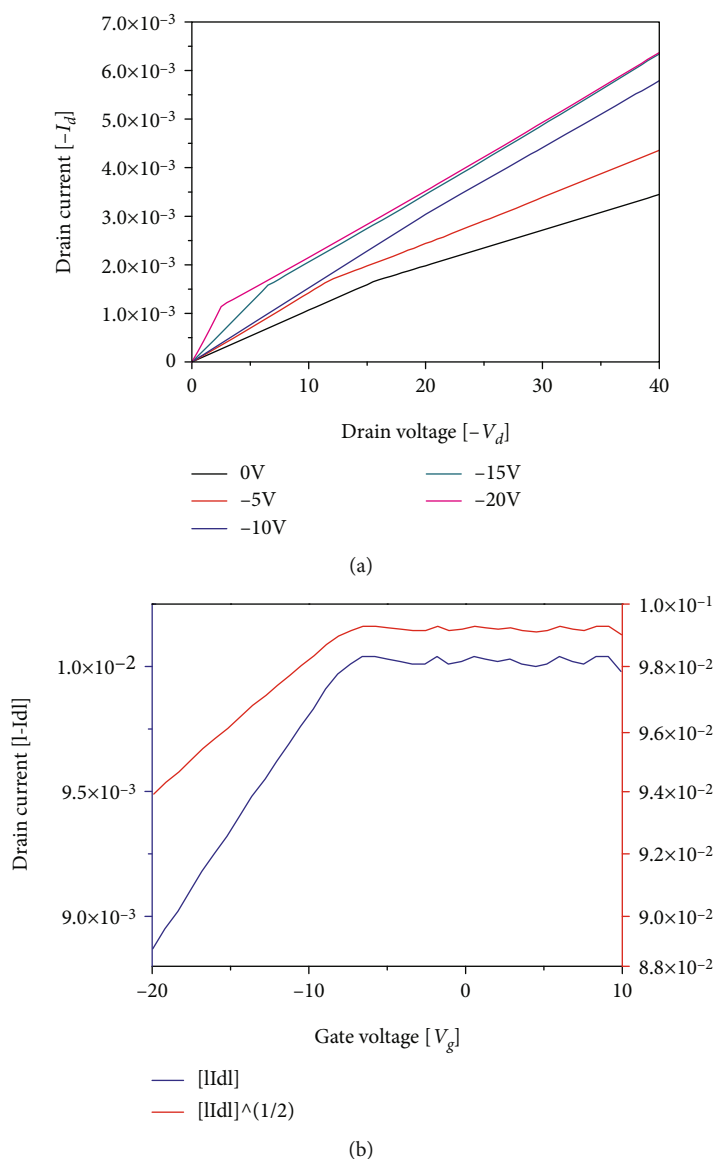 7.0×10⁻³
6.0×10⁻³
5.0×10⁻³
4.0×10⁻³
3.0×10⁻³
2.0×10⁻³
1.0×10⁻³
0
Drain current [–I_d]
0 10 20 30 40
Drain voltage [–V_d]
0V –15V
–5V –20V
–10V
(a)
1.0×10⁻²
9.5×10⁻³
9.0×10⁻³
Drain current [l-Idl]
1.0×10⁻¹
9.8×10⁻²
9.6×10⁻²
9.4×10⁻²
9.2×10⁻²
9.0×10⁻²
8.8×10⁻²
–20 –10 0 10
Gate voltage [V_g]
[lIdl]
[lIdl]^(1/2)
(b)